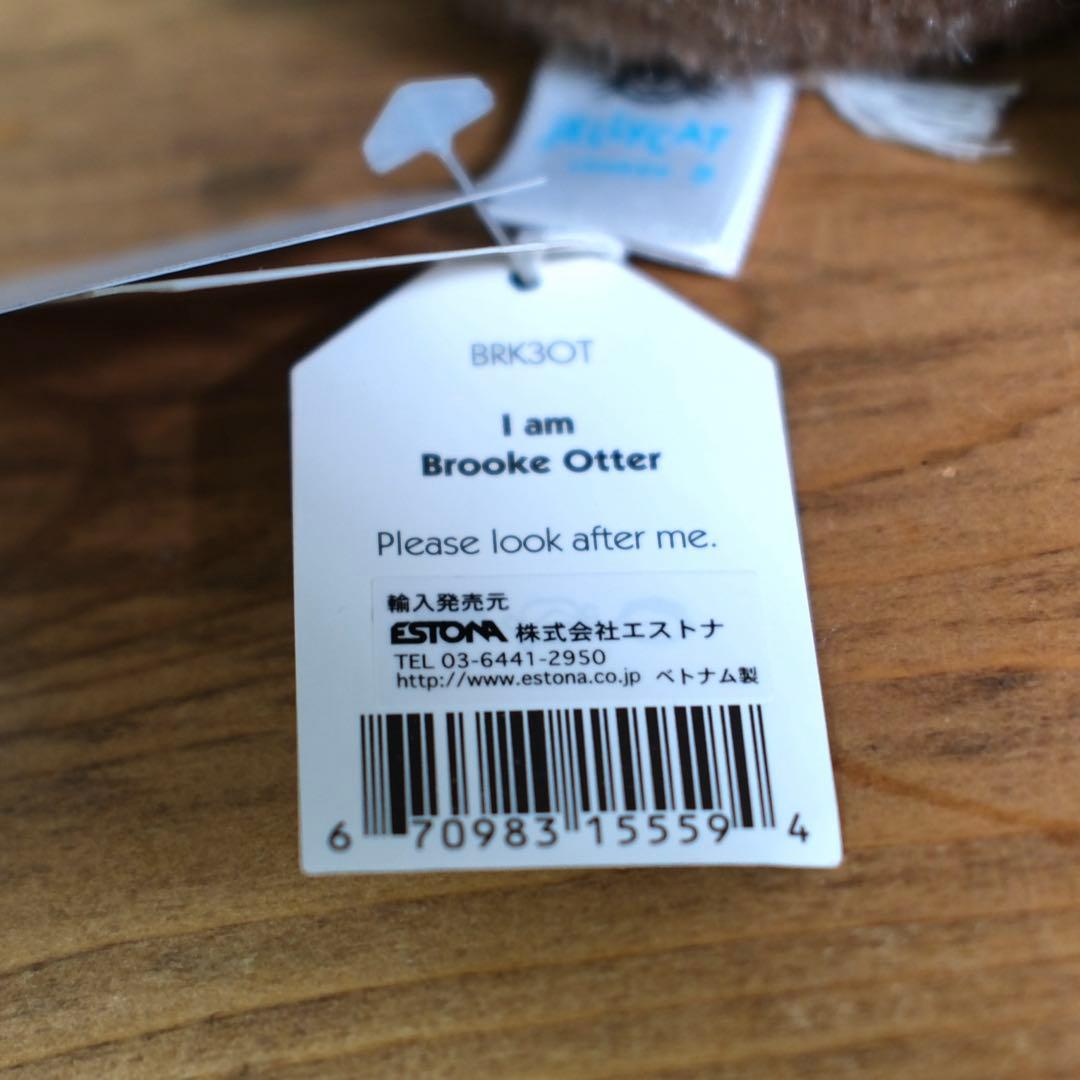 JELLYCAT
LONDON
BRK3OT
I am
Brooke Otter
Please look after me.
輸入発売元
ESTONA 株式会社エストナ
TEL 03-6441-2950
http://www.estona.co.jp ベトナム製
6 70983 15559 4